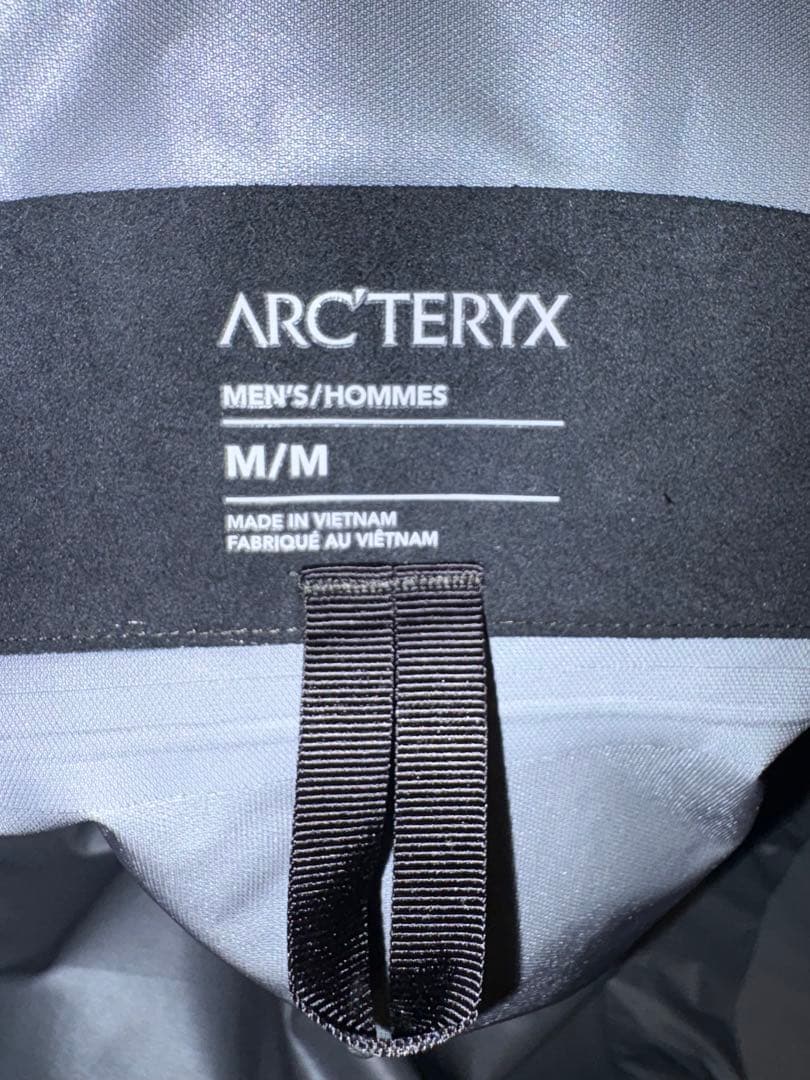 ARC'TERYX
MEN'S/HOMMES
M/M
MADE IN VIETNAM
FABRIQUÉ AU VIÊTNAM